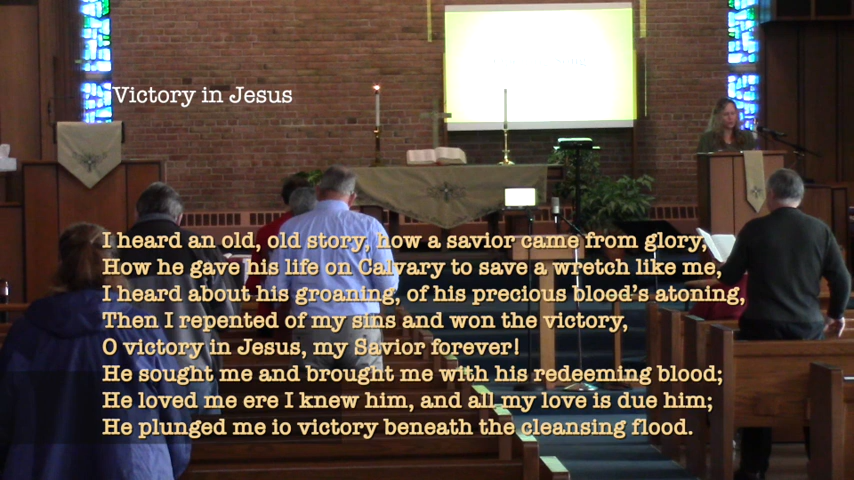 Victory in Jesus
I heard an old, old story, how a savior came from glory,
How he gave his life on Calvary to save a wretch like me,
I heard about his groaning, of his precious blood's atoning,
Then I repented of my sins and won the victory,
O victory in Jesus, my Savior forever!
He sought me and brought me with his redeeming blood;
He loved me ere I knew him, and all my love is due him;
He plunged me io victory beneath the cleansing flood.